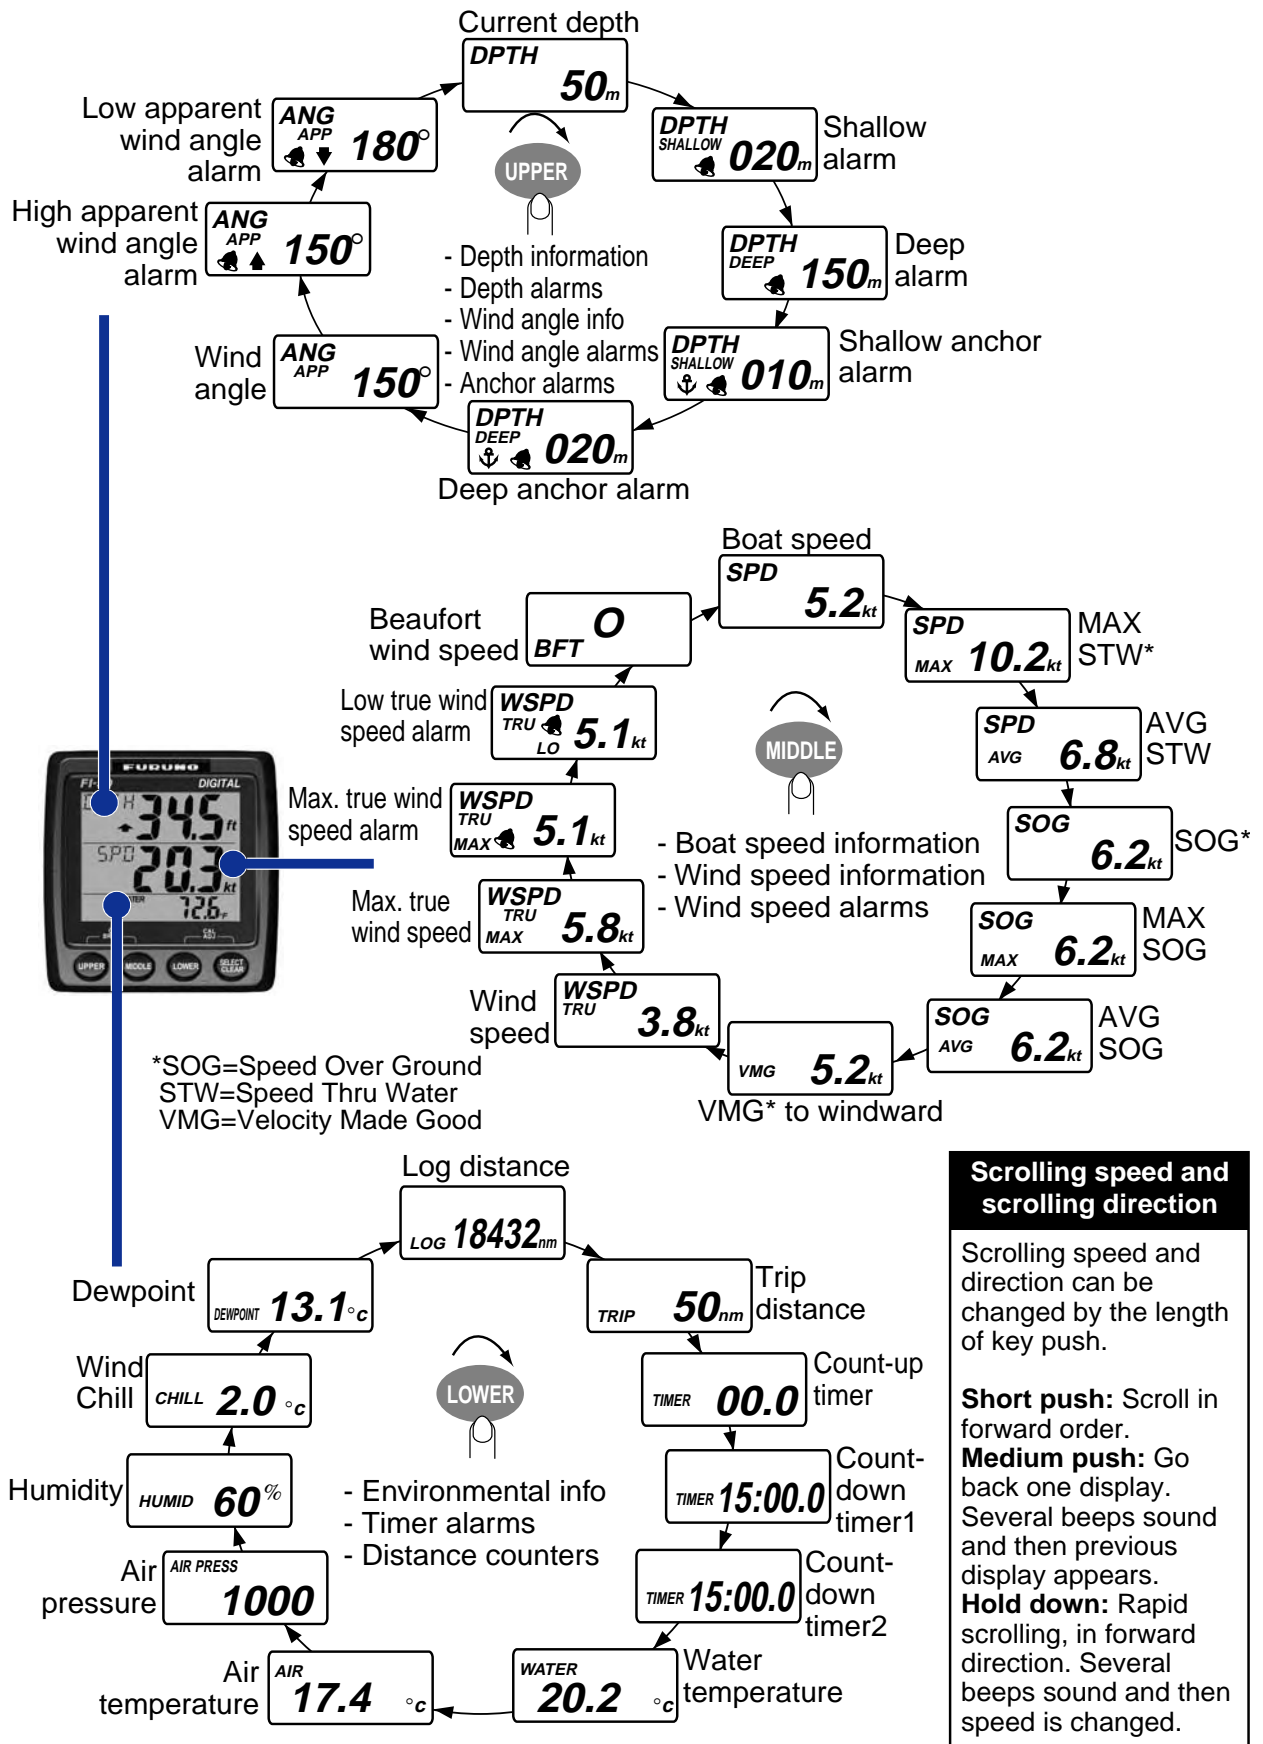 Current depth
DPTH
50m
Low apparent
wind angle
alarm
ANG
APP
180°
DPTH
SHALLOW
020m
Shallow
alarm
UPPER
High apparent
wind angle
alarm
ANG
APP
150°
DPTH
DEEP
150m
Deep
alarm
- Depth information
- Depth alarms
- Wind angle info
- Wind angle alarms
- Anchor alarms
Wind
angle
ANG
APP
150°
DPTH
SHALLOW
010m
Shallow anchor
alarm
DPTH
DEEP
020m
Deep anchor alarm
Boat speed
SPD
5.2kt
Beaufort
wind speed
O
BFT
SPD
MAX 10.2kt
MAX
STW*
Low true wind
speed alarm
WSPD
TRU
LO 5.1kt
MIDDLE
SPD
AVG 6.8kt
AVG
STW
Max. true wind
speed alarm
WSPD
TRU
MAX 5.1kt
SOG
6.2kt
SOG*
- Boat speed information
- Wind speed information
- Wind speed alarms
Max. true
wind speed
WSPD
TRU
MAX 5.8kt
SOG
MAX 6.2kt
MAX
SOG
Wind
speed
WSPD
TRU
3.8kt
VMG 5.2kt
VMG* to windward
SOG
AVG 6.2kt
AVG
SOG
FURUNO
DIGITAL
34.5 ft
SPD
20.3 kt
72.6°F
CAL
ADJ
UPPER
MIDDLE
LOWER
SELECT
CLEAR
*SOG=Speed Over Ground
STW=Speed Thru Water
VMG=Velocity Made Good
Log distance
LOG 18432nm
Dewpoint
DEWPOINT 13.1°c
TRIP 50nm
Trip
distance
Wind
Chill
CHILL 2.0 °c
LOWER
TIMER 00.0
Count-up
timer
Humidity
HUMID 60%
- Environmental info
- Timer alarms
- Distance counters
TIMER 15:00.0
Count-
down
timer1
Air
pressure
AIR PRESS
1000
TIMER 15:00.0
Count-
down
timer2
Air
temperature
AIR
17.4 °c
WATER
20.2 °c
Water
temperature
Scrolling speed and
scrolling direction
Scrolling speed and
direction can be
changed by the length
of key push.
Short push: Scroll in
forward order.
Medium push: Go
back one display.
Several beeps sound
and then previous
display appears.
Hold down: Rapid
scrolling, in forward
direction. Several
beeps sound and then
speed is changed.